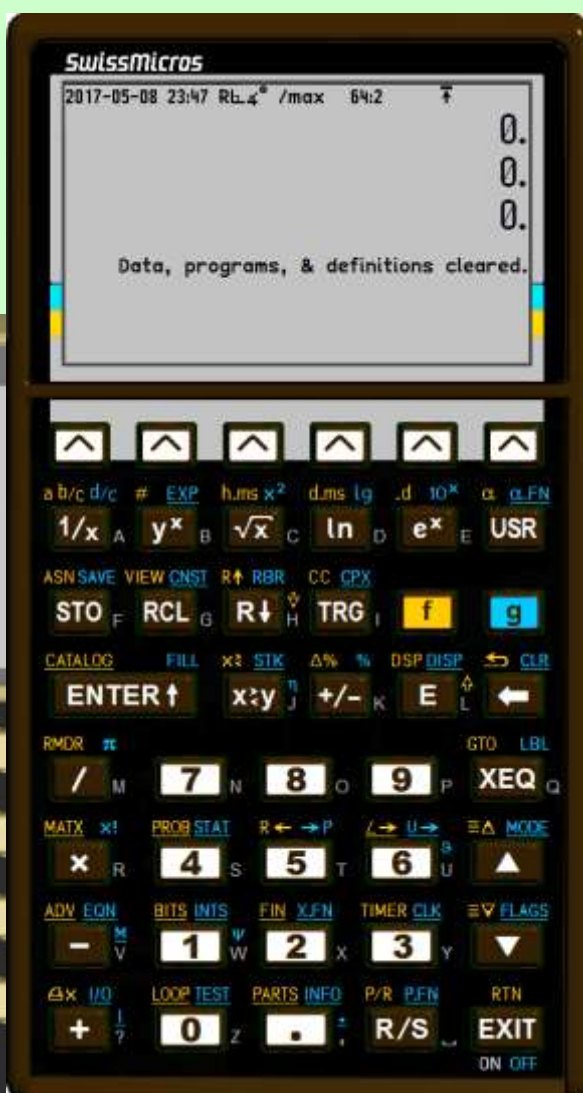 SwissMicros
2017-05-08 23:47 /max 64:2
0.
0.
0.
Data, programs, & definitions cleared.
a b/c d/c # EXP h.ms x² d.ms lg .d 10ˣ α α.FN
1/x A yˣ B √x C ln D eˣ E USR
ASN SAVE VIEW CNST R↑ RBR CC CPX
STO F RCL G R↓ H TRG I f g
CATALOG FILL x⇄ STK Δ% % DSP DISP CLR
ENTER↑ x⇄y J +/- K E L ←
RMDR π GTO LBL
/ M 7 N 8 O 9 P XEQ Q
MATX x! PROB STAT R← →P ∠→ U→ MODE
× R 4 S 5 T 6 U ▲
ADV EQN BITS INTS FIN X.FN TIMER CLK FLAGS
− V 1 W 2 X 3 Y ▼
I/O LOOP TEST PARTS INFO P/R P.FN RTN
+ ? 0 Z . R/S EXIT
ON OFF